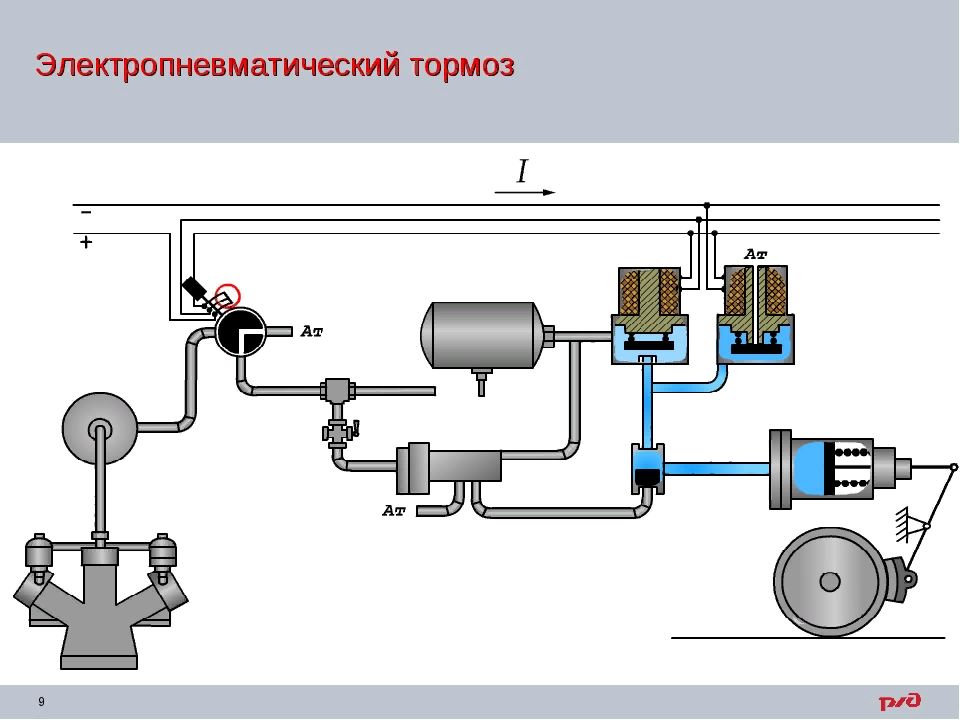 Электропневматический тормоз
I
–
+
Ат
Ат
Ат
9
ржд